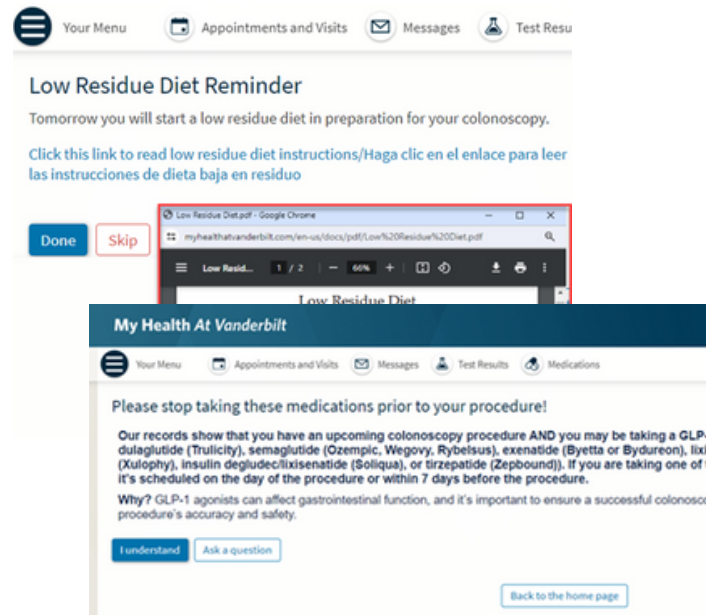 Your Menu Appointments and Visits Messages Test Resu
Low Residue Diet Reminder
Tomorrow you will start a low residue diet in preparation for your colonoscopy.
Click this link to read low residue diet instructions/Haga clic en el enlace para leer
las instrucciones de dieta baja en residuo
Done Skip
Low Residue Diet.pdf - Google Chrome
myhealthatvanderbilt.com/en-us/docs/pdf/Low%20Residue%20Diet.pdf
Low Resid... 1 / 2 | — 66% +
Low Residue Diet
My Health At Vanderbilt
Your Menu Appointments and Visits Messages Test Results Medications
Please stop taking these medications prior to your procedure!
Our records show that you have an upcoming colonoscopy procedure AND you may be taking a GLP-
dulaglutide (Trulicity), semaglutide (Ozempic, Wegovy, Rybelsus), exenatide (Byetta or Bydureon), lixi
(Xulophy), insulin degludec/lixisenatide (Soliqua), or tirzepatide (Zepbound)). If you are taking one of
it's scheduled on the day of the procedure or within 7 days before the procedure.
Why? GLP-1 agonists can affect gastrointestinal function, and it's important to ensure a successful colonosco
procedure's accuracy and safety.
I understand Ask a question
Back to the home page